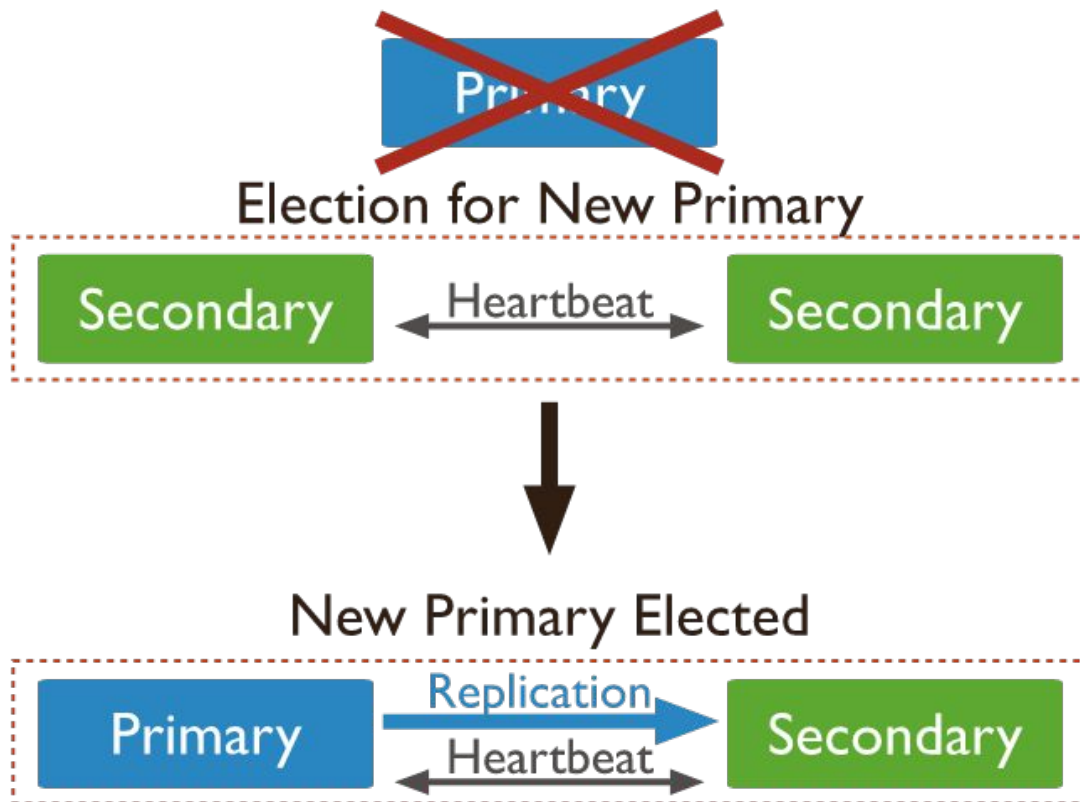 Primary
Election for New Primary
Secondary Heartbeat Secondary
New Primary Elected
Replication
Primary Secondary
Heartbeat